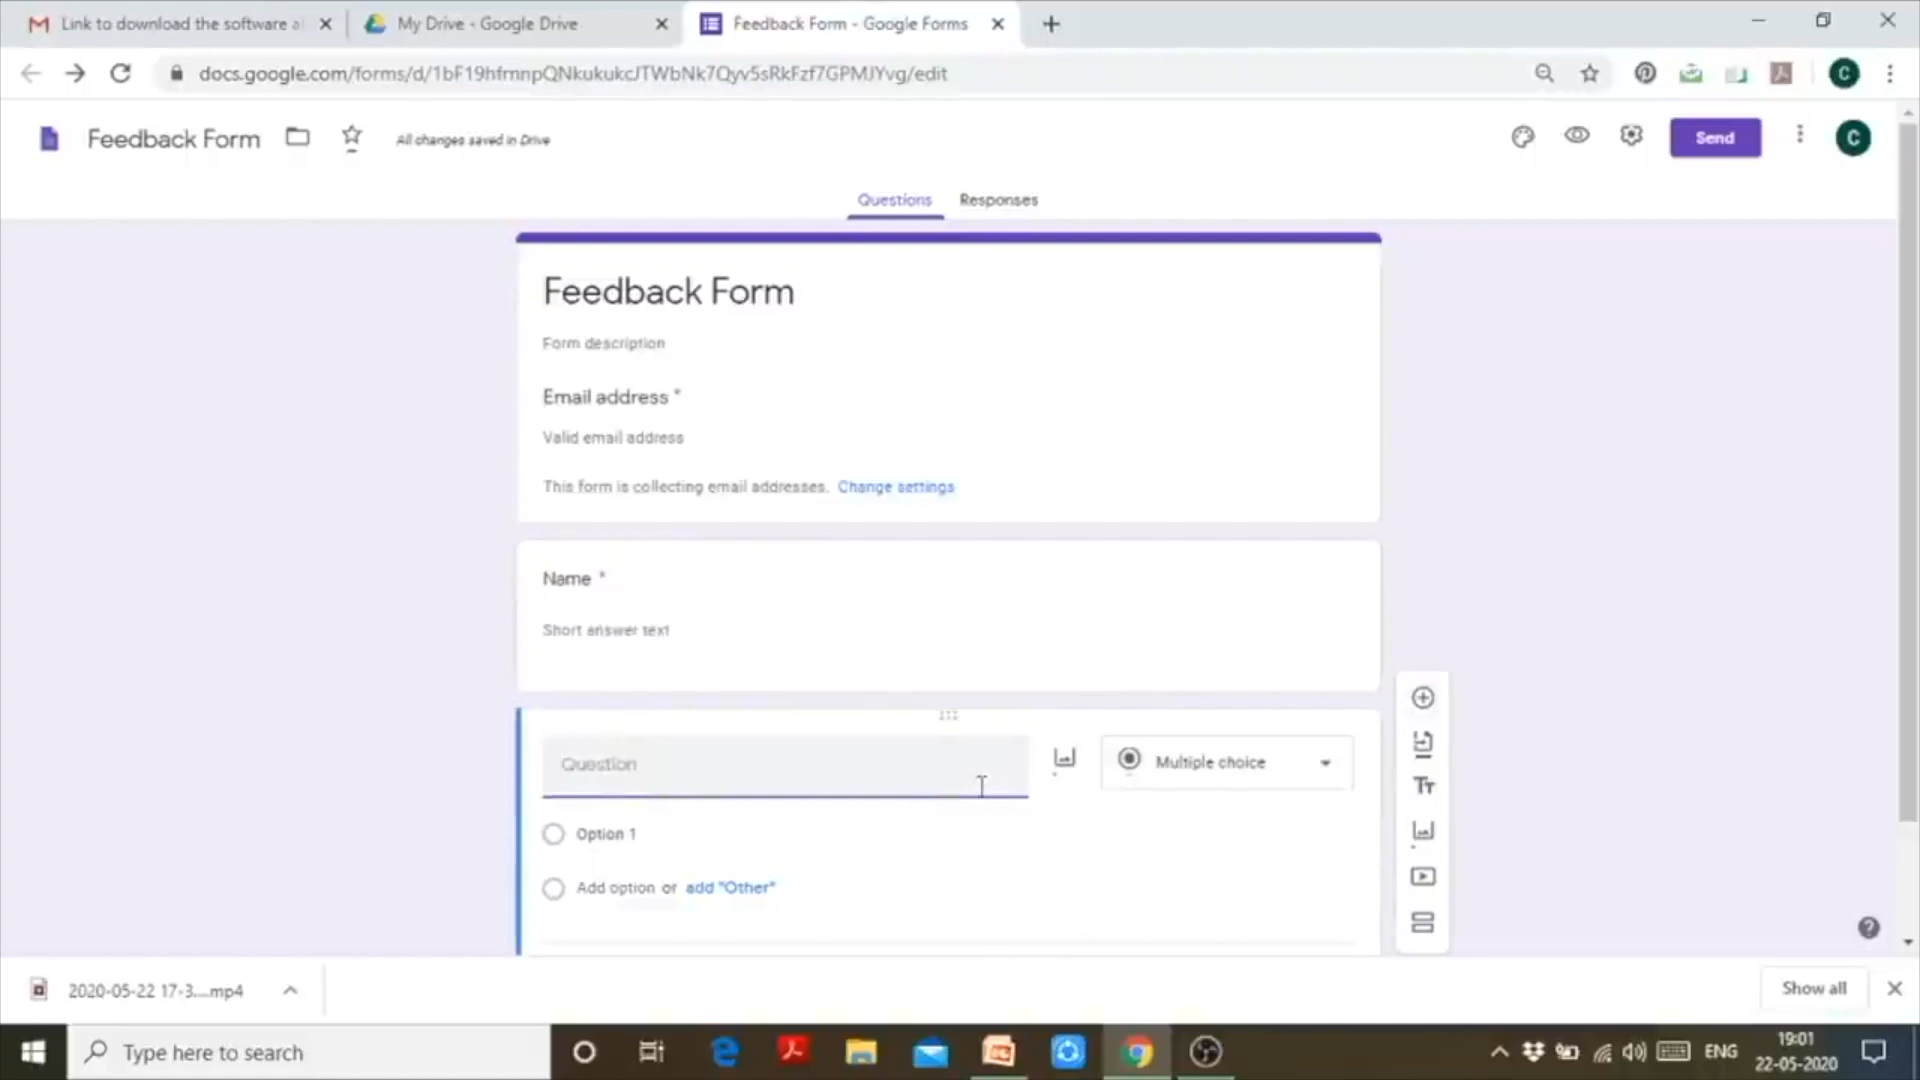 Link to download the software a
My Drive - Google Drive
Feedback Form - Google Forms
docs.google.com/forms/d/1bF19hfmnpQNkukukcJTWbNk7Qyv5sRkFzf7GPMJYvg/edit
C
Feedback Form
All changes saved in Drive
Send
C
Questions
Responses
Feedback Form
Form description
Email address *
Valid email address
This form is collecting email addresses. Change settings
Name *
Short answer text
Question
Multiple choice
Option 1
Add option or add "Other"
2020-05-22 17-3....mp4
Show all
Type here to search
ENG
19:01
22-05-2020